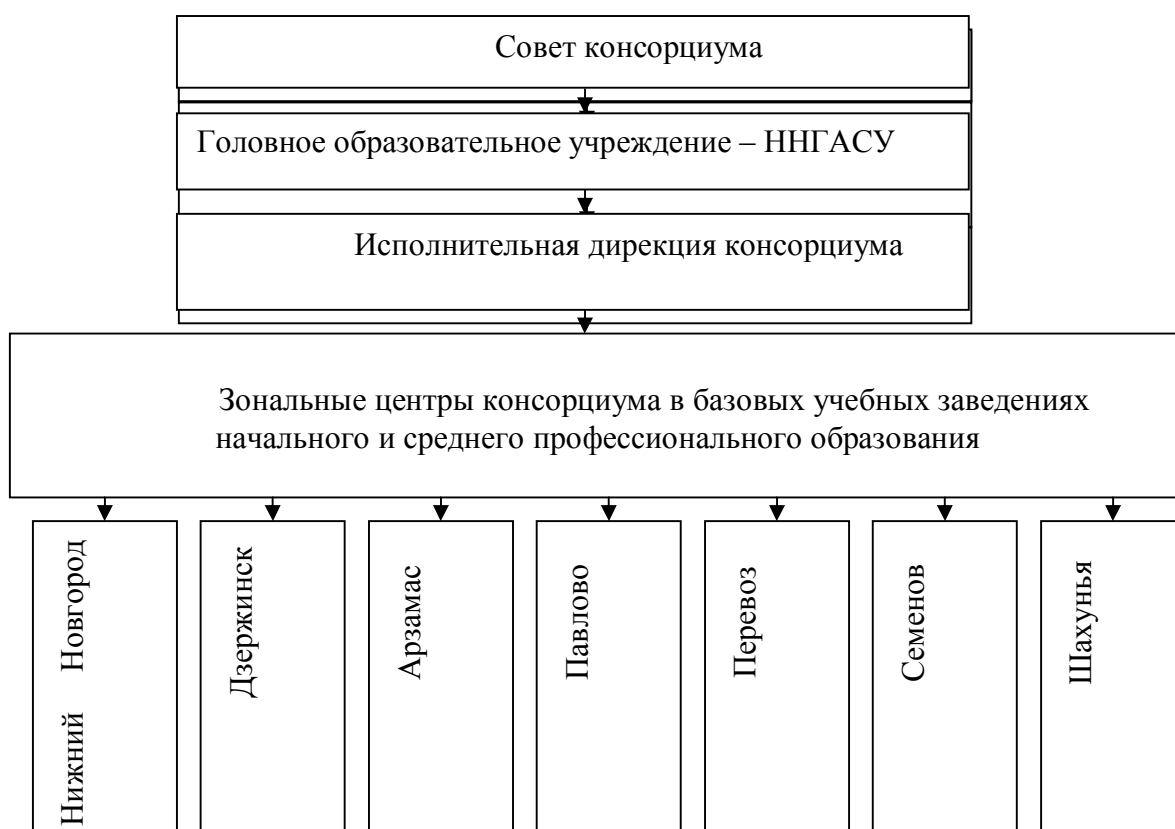 Совет консорциума
Головное образовательное учреждение – ННГАСУ
Исполнительная дирекция консорциума
Зональные центры консорциума в базовых учебных заведениях
начального и среднего профессионального образования
Нижний Новгород
Дзержинск
Арзамас
Павлово
Перевоз
Семенов
Шахунья